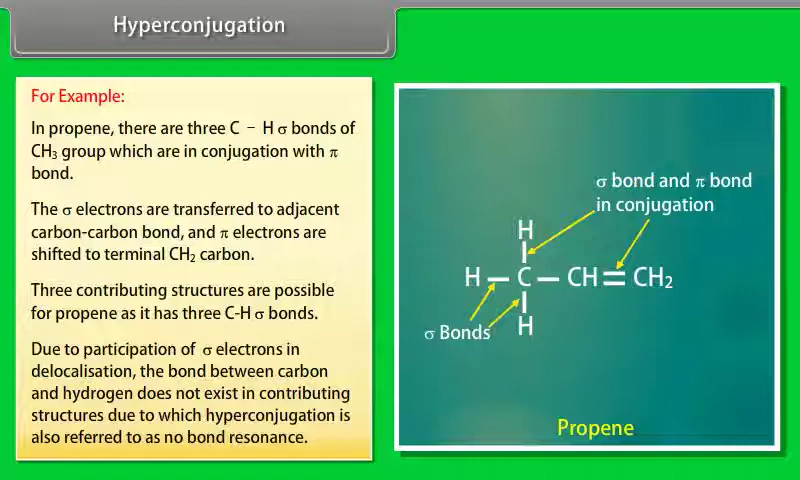 Hyperconjugation
For Example:
In propene, there are three C – H σ bonds of
CH₃ group which are in conjugation with π
bond.
The σ electrons are transferred to adjacent
carbon-carbon bond, and π electrons are
shifted to terminal CH₂ carbon.
Three contributing structures are possible
for propene as it has three C-H σ bonds.
Due to participation of σ electrons in
delocalisation, the bond between carbon
and hydrogen does not exist in contributing
structures due to which hyperconjugation is
also referred to as no bond resonance.
σ bond and π bond
in conjugation
H
H – C – CH = CH₂
σ Bonds
H
Propene